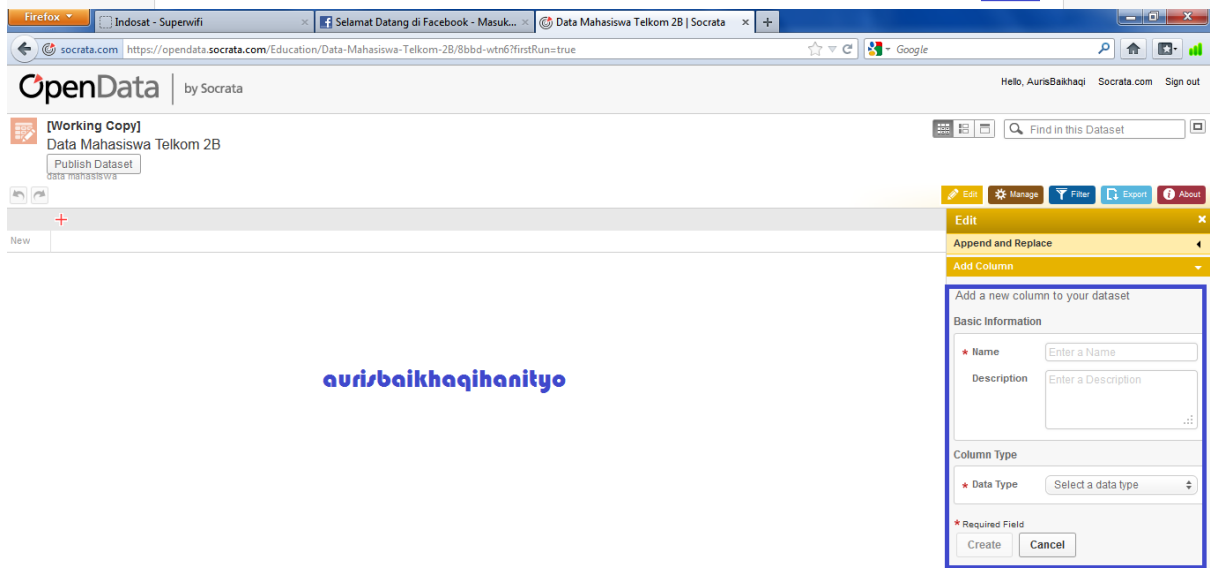 Firefox
Indosat - Superwifi
Selamat Datang di Facebook - Masuk...
Data Mahasiswa Telkom 2B | Socrata
socrata.com https://opendata.socrata.com/Education/Data-Mahasiswa-Telkom-2B/8bbd-wtn6?firstRun=true
Google
OpenData | by Socrata
Hello, AurisBaikhaqi Socrata.com Sign out
[Working Copy]
Data Mahasiswa Telkom 2B
Find in this Dataset
Publish Dataset
data mahasiswa
Edit Manage Filter Export About
Edit
New
Append and Replace
Add Column
Add a new column to your dataset
Basic Information
* Name Enter a Name
Description Enter a Description
aurisbaikhaqihanityo
Column Type
* Data Type Select a data type
* Required Field
Create Cancel